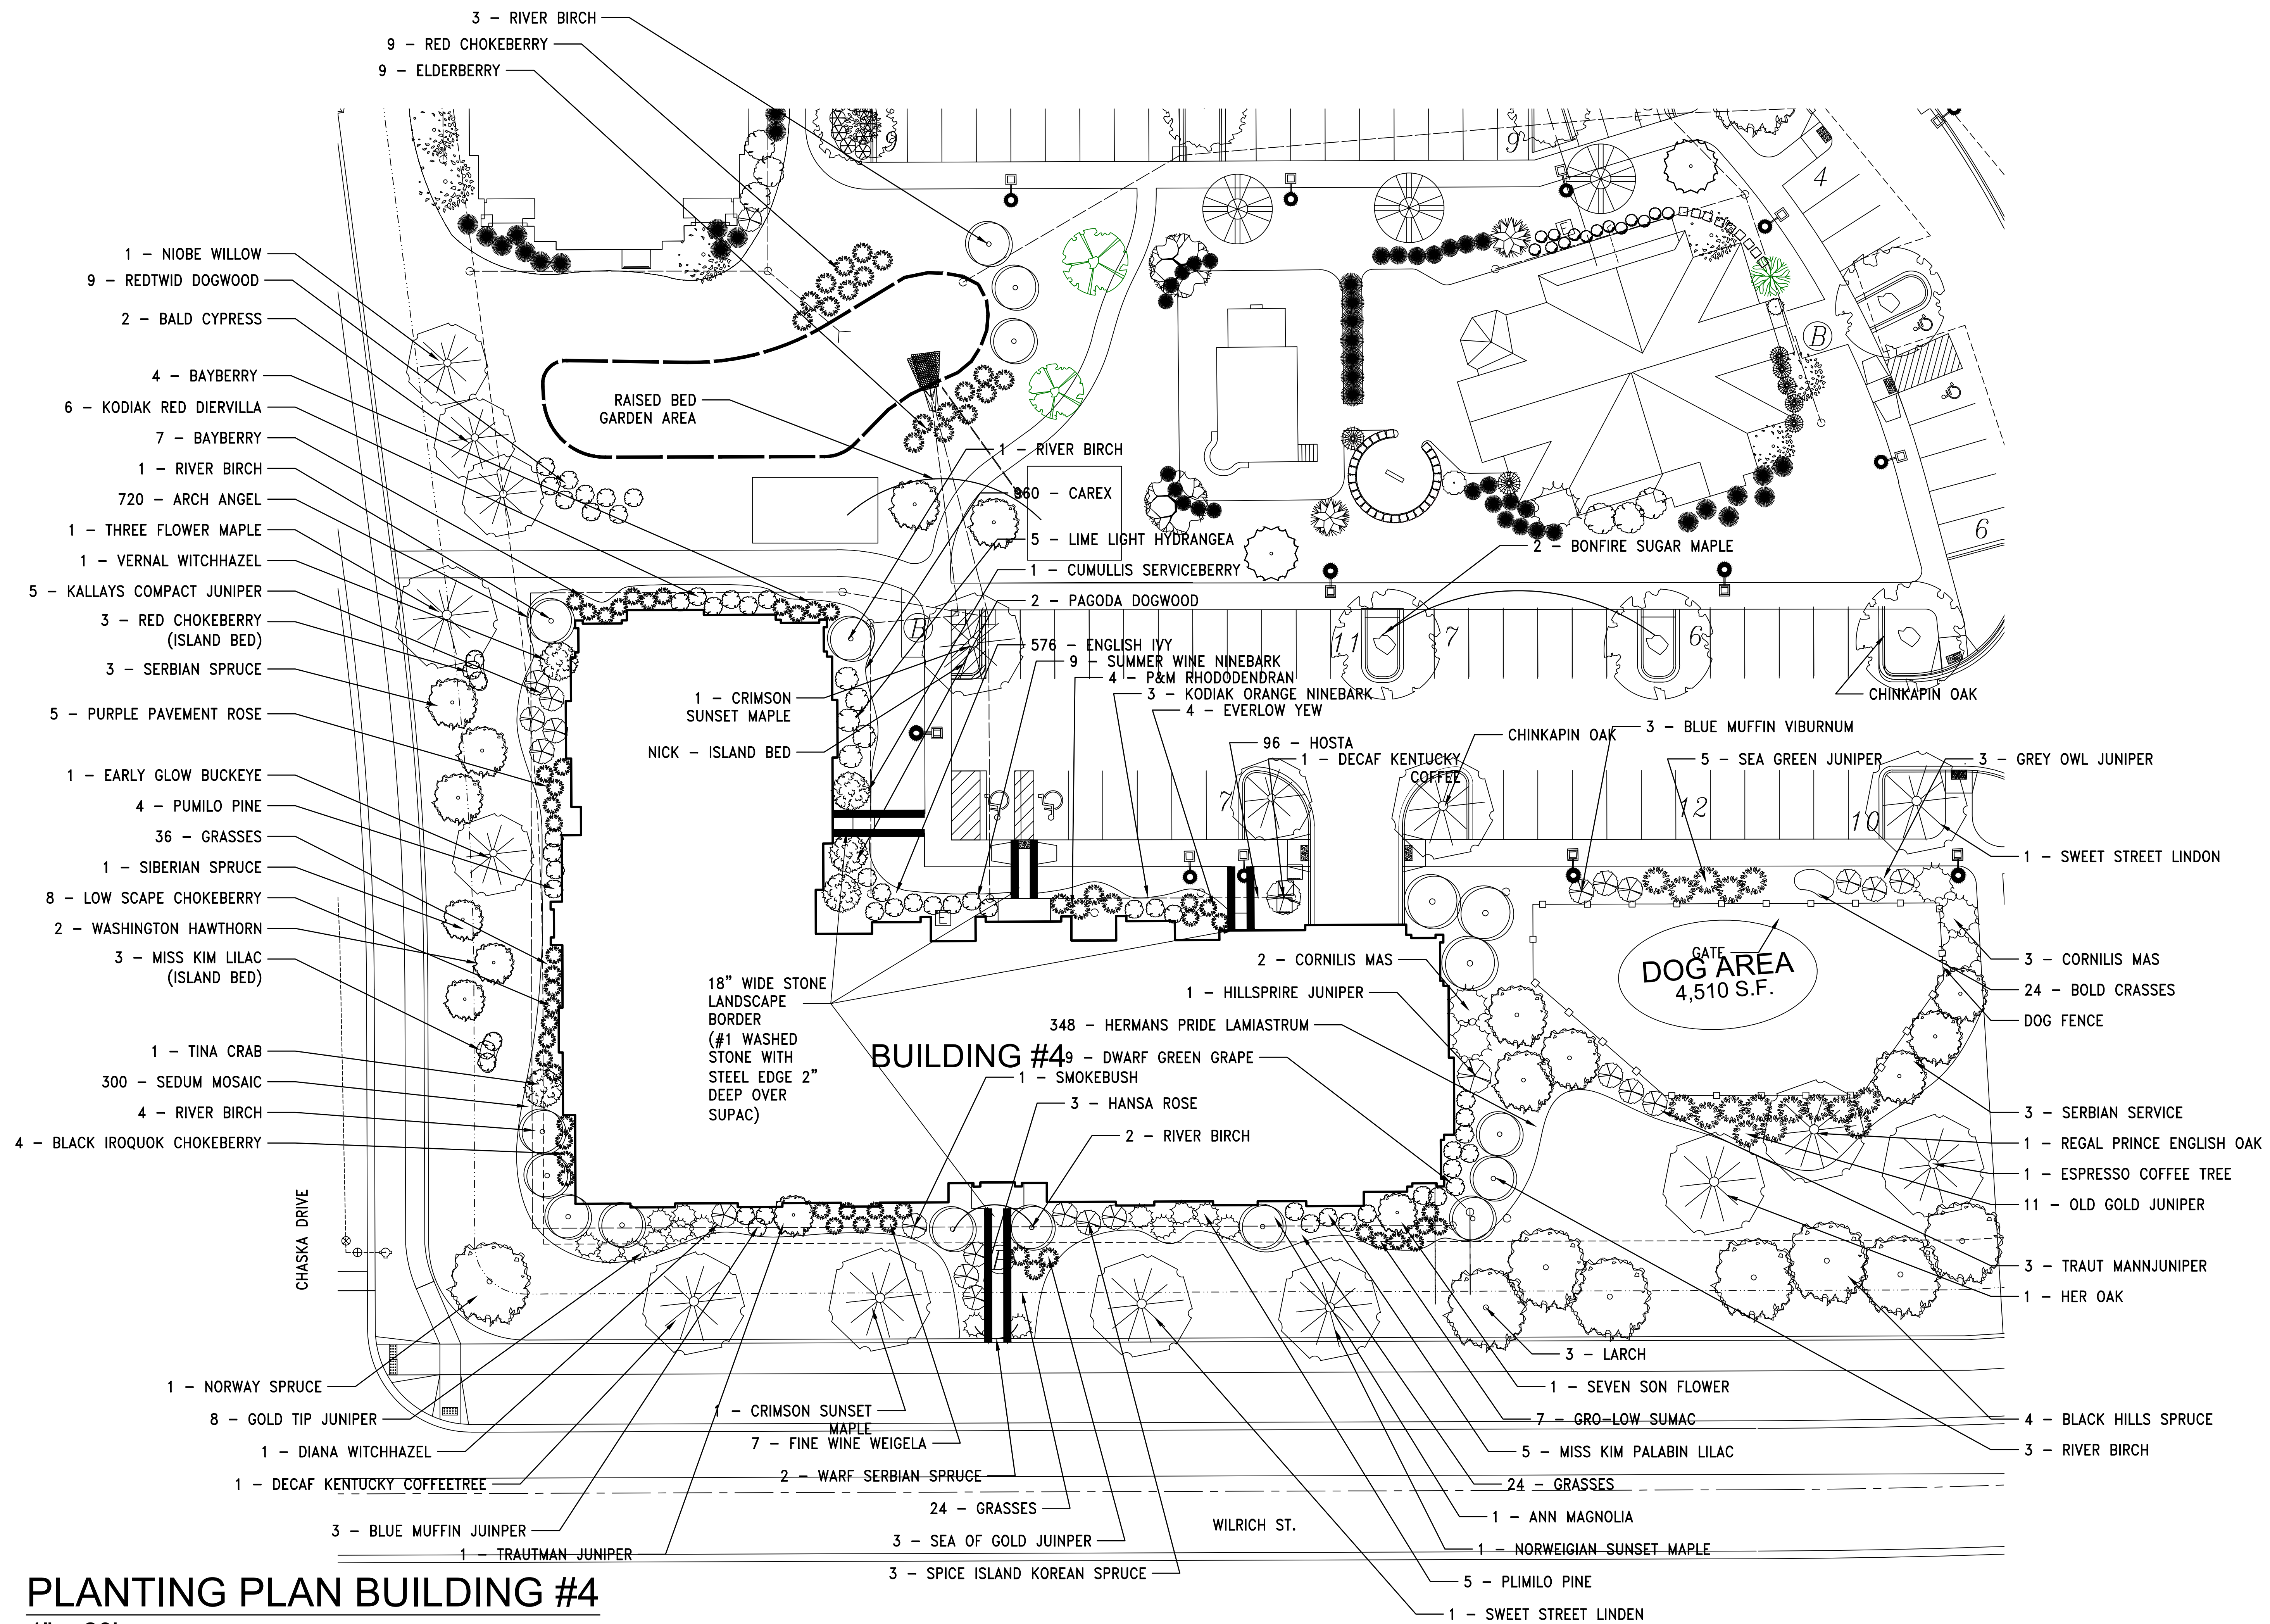 3 – RIVER BIRCH
9 – RED CHOKEBERRY
9 – ELDERBERRY
9
9
4
E
1 – NIOBE WILLOW
9 – REDTWID DOGWOOD
2 – BALD CYPRESS
4 – BAYBERRY
6 – KODIAK RED DIERVILLA
7 – BAYBERRY
1 – RIVER BIRCH
720 – ARCH ANGEL
1 – THREE FLOWER MAPLE
1 – VERNAL WITCHHAZEL
5 – KALLAYS COMPACT JUNIPER
3 – RED CHOKEBERRY
(ISLAND BED)
3 – SERBIAN SPRUCE
5 – PURPLE PAVEMENT ROSE
1 – EARLY GLOW BUCKEYE
4 – PUMILO PINE
36 – GRASSES
1 – SIBERIAN SPRUCE
8 – LOW SCAPE CHOKEBERRY
2 – WASHINGTON HAWTHORN
3 – MISS KIM LILAC
(ISLAND BED)
1 – TINA CRAB
300 – SEDUM MOSAIC
4 – RIVER BIRCH
4 – BLACK IROQUOK CHOKEBERRY
CHASKA DRIVE
RAISED BED
GARDEN AREA
1 – RIVER BIRCH
960 – CAREX
5 – LIME LIGHT HYDRANGEA
1 – CUMULLIS SERVICEBERRY
2 – PAGODA DOGWOOD
576 – ENGLISH IVY
9 – SUMMER WINE NINEBARK
4 – P&M RHODODENDRAN
3 – KODIAK ORANGE NINEBARK
4 – EVERLOW YEW
B
B
6
2 – BONFIRE SUGAR MAPLE
11
7
6
CHINKAPIN OAK
1 – CRIMSON
SUNSET MAPLE
NICK – ISLAND BED
96 – HOSTA
1 – DECAF KENTUCKY
COFFEE
CHINKAPIN OAK
3 – BLUE MUFFIN VIBURNUM
5 – SEA GREEN JUNIPER
3 – GREY OWL JUNIPER
7
12
10
E
1 – SWEET STREET LINDON
GATE
DOG AREA
4,510 S.F.
3 – CORNILIS MAS
24 – BOLD CRASSES
DOG FENCE
2 – CORNILIS MAS
1 – HILLSPRIRE JUNIPER
348 – HERMANS PRIDE LAMIASTRUM
9 – DWARF GREEN GRAPE
1 – SMOKEBUSH
3 – HANSA ROSE
2 – RIVER BIRCH
18" WIDE STONE
LANDSCAPE
BORDER
(#1 WASHED
STONE WITH
STEEL EDGE 2"
DEEP OVER
SUPAC)
BUILDING #4
3 – SERBIAN SERVICE
1 – REGAL PRINCE ENGLISH OAK
1 – ESPRESSO COFFEE TREE
11 – OLD GOLD JUNIPER
3 – TRAUT MANNJUNIPER
1 – HER OAK
4 – BLACK HILLS SPRUCE
3 – RIVER BIRCH
1 – NORWAY SPRUCE
8 – GOLD TIP JUNIPER
1 – DIANA WITCHHAZEL
1 – DECAF KENTUCKY COFFEETREE
3 – BLUE MUFFIN JUINPER
1 – TRAUTMAN JUNIPER
1 – CRIMSON SUNSET
MAPLE
7 – FINE WINE WEIGELA
2 – WARF SERBIAN SPRUCE
24 – GRASSES
3 – SEA OF GOLD JUINPER
3 – SPICE ISLAND KOREAN SPRUCE
WILRICH ST.
3 – LARCH
1 – SEVEN SON FLOWER
7 – GRO-LOW SUMAC
5 – MISS KIM PALABIN LILAC
24 – GRASSES
1 – ANN MAGNOLIA
1 – NORWEIGIAN SUNSET MAPLE
5 – PLIMILO PINE
1 – SWEET STREET LINDEN
PLANTING PLAN BUILDING #4